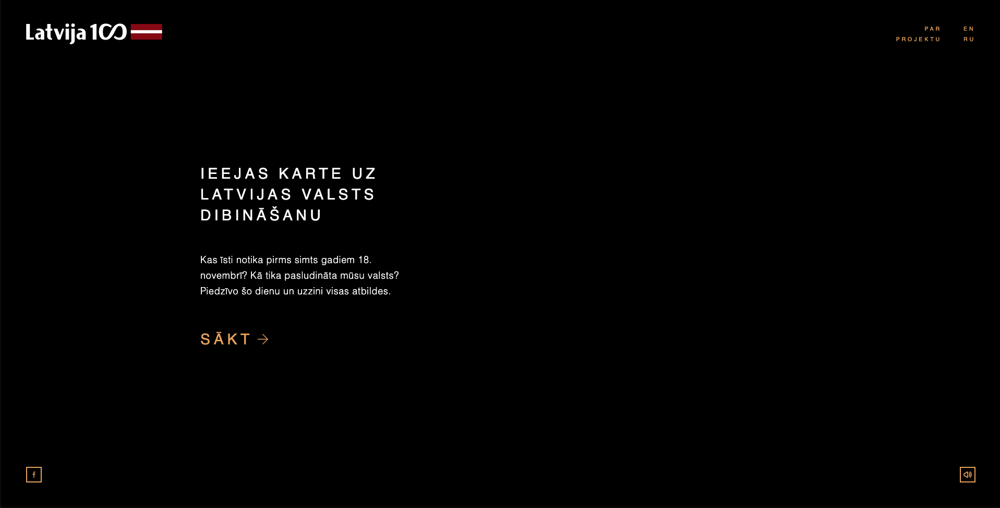 Latvija 100
PAR
PROJEKTU
EN
RU
IEEJAS KARTE UZ
LATVIJAS VALSTS
DIBINĀŠANU
Kas īsti notika pirms simts gadiem 18.
novembrī? Kā tika pasludināta mūsu valsts?
Piedzīvo šo dienu un uzzini visas atbildes.
SĀKT →
f